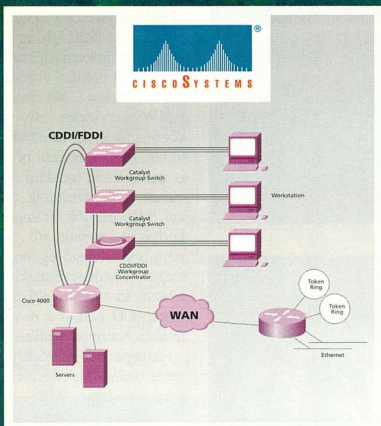 ®
CISCO SYSTEMS
CDDI/FDDI
Catalyst
Workgroup Switch
Catalyst
Workgroup Switch
Workstation
CDDI/FDDI
Workgroup
Concentrator
Cisco 4000
WAN
Token
Ring
Token
Ring
Servers
Ethernet